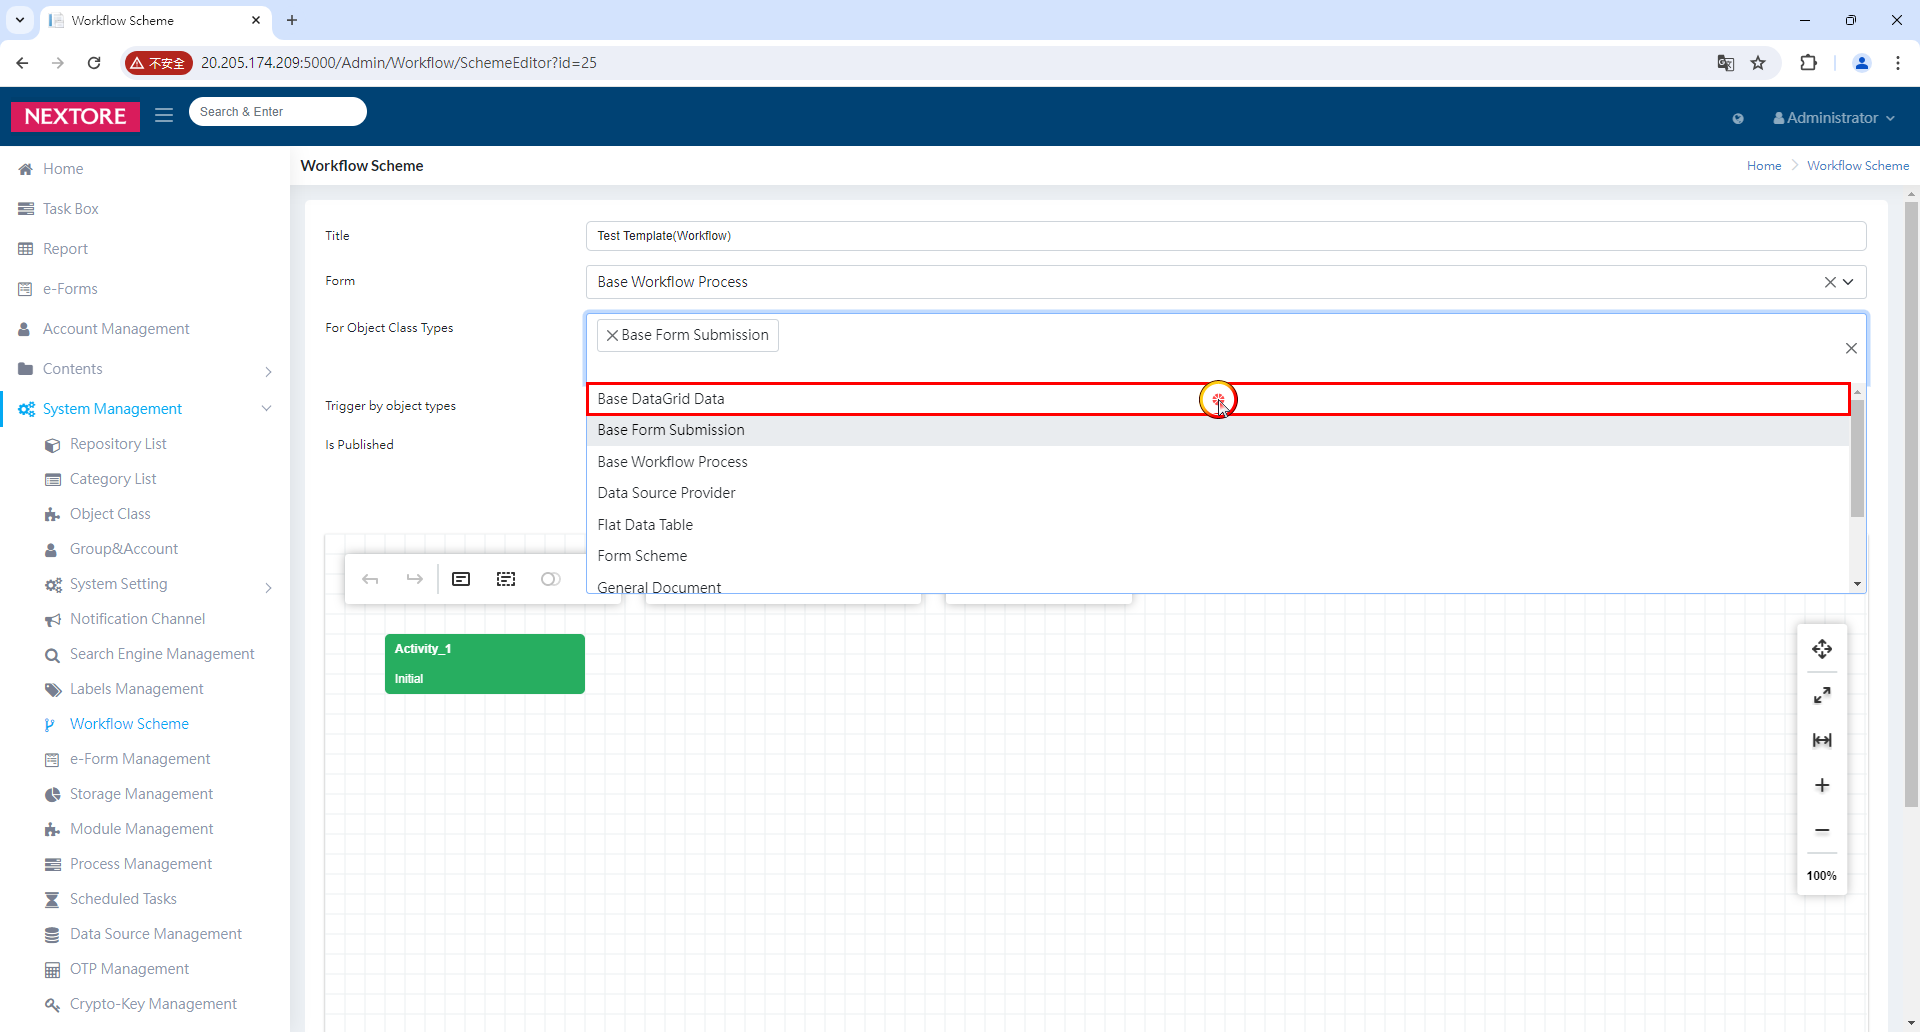 Workflow Scheme
不安全
20.205.174.209:5000/Admin/Workflow/SchemeEditor?id=25
NEXTORE
Search & Enter
Administrator
Home
Task Box
Report
e-Forms
Account Management
Contents
System Management
Repository List
Category List
Object Class
Group&Account
System Setting
Notification Channel
Search Engine Management
Labels Management
Workflow Scheme
e-Form Management
Storage Management
Module Management
Process Management
Scheduled Tasks
Data Source Management
OTP Management
Crypto-Key Management
Workflow Scheme
Home
Workflow Scheme
Title
Test Template(Workflow)
Form
Base Workflow Process
For Object Class Types
Base Form Submission
Trigger by object types
Is Published
Base DataGrid Data
Base Form Submission
Base Workflow Process
Data Source Provider
Flat Data Table
Form Scheme
General Document
Activity_1
Initial
100%